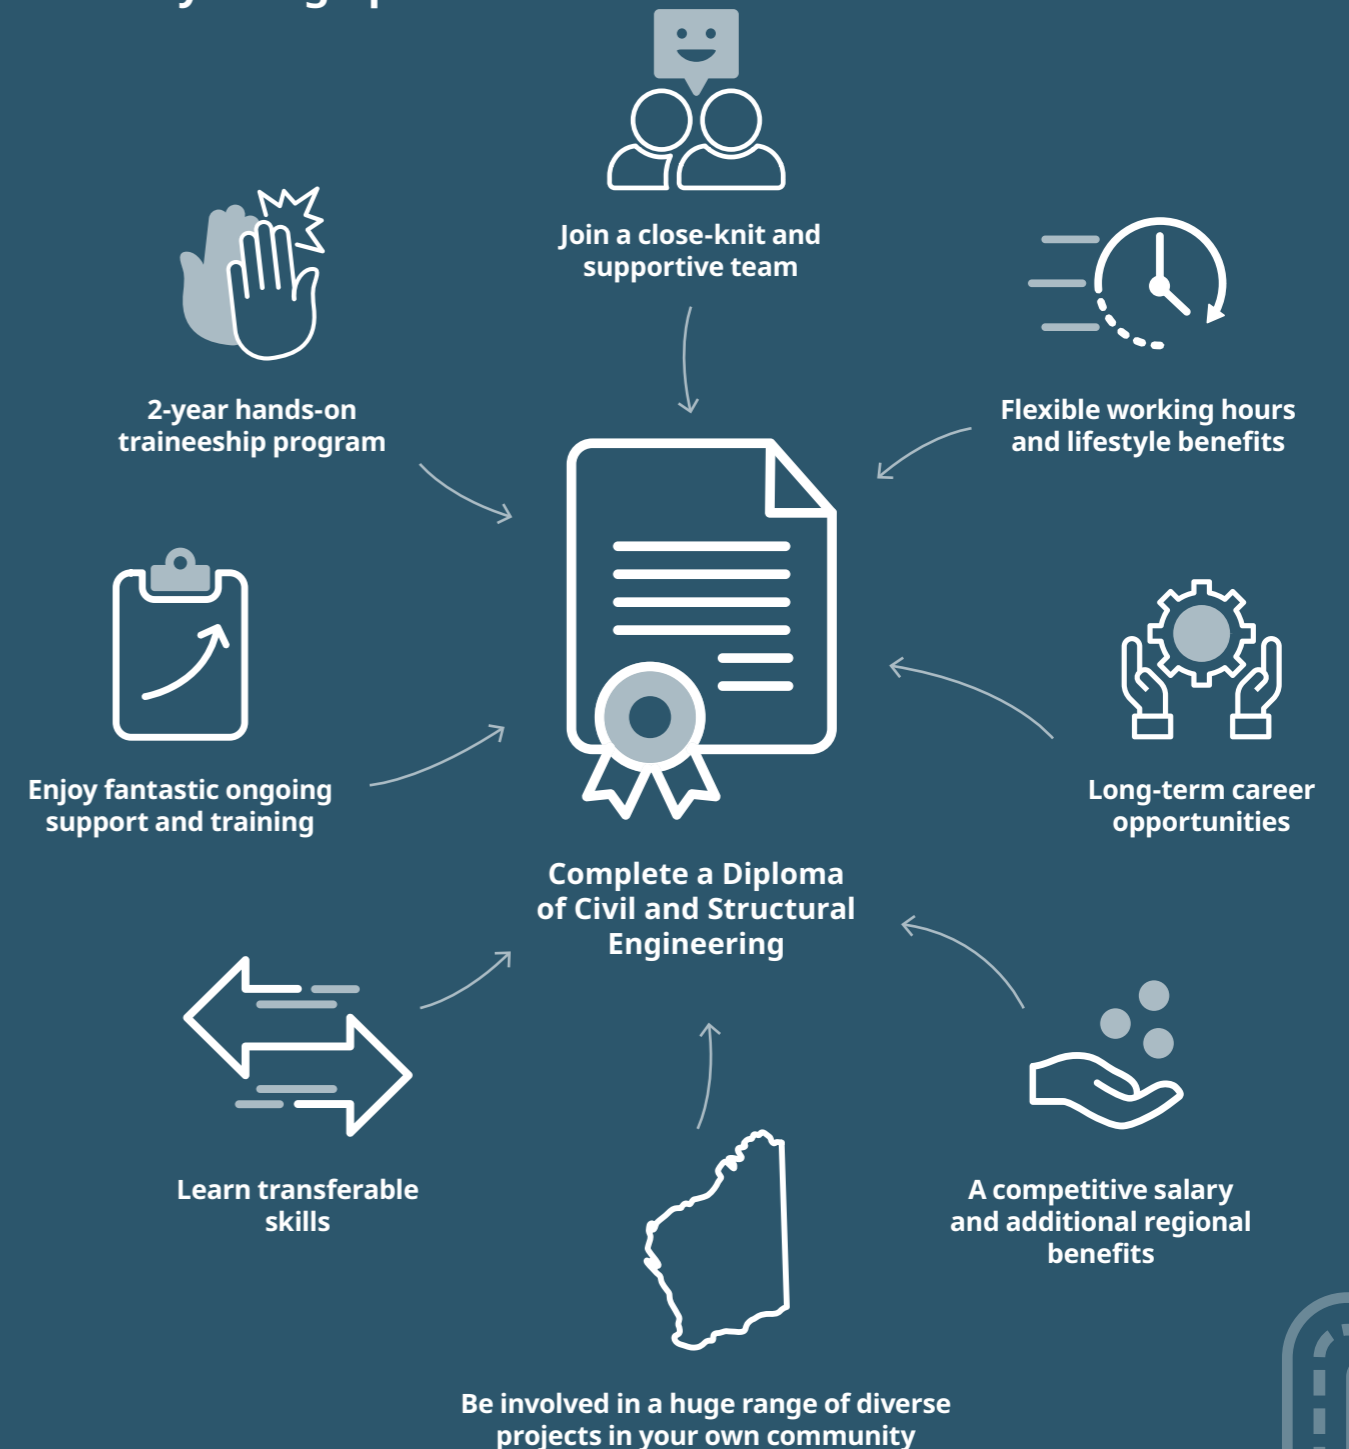 Join a close-knit and
supportive team
2-year hands-on
traineeship program
Flexible working hours
and lifestyle benefits
Enjoy fantastic ongoing
support and training
Long-term career
opportunities
Complete a Diploma
of Civil and Structural
Engineering
Learn transferable
skills
A competitive salary
and additional regional
benefits
Be involved in a huge range of diverse
projects in your own community